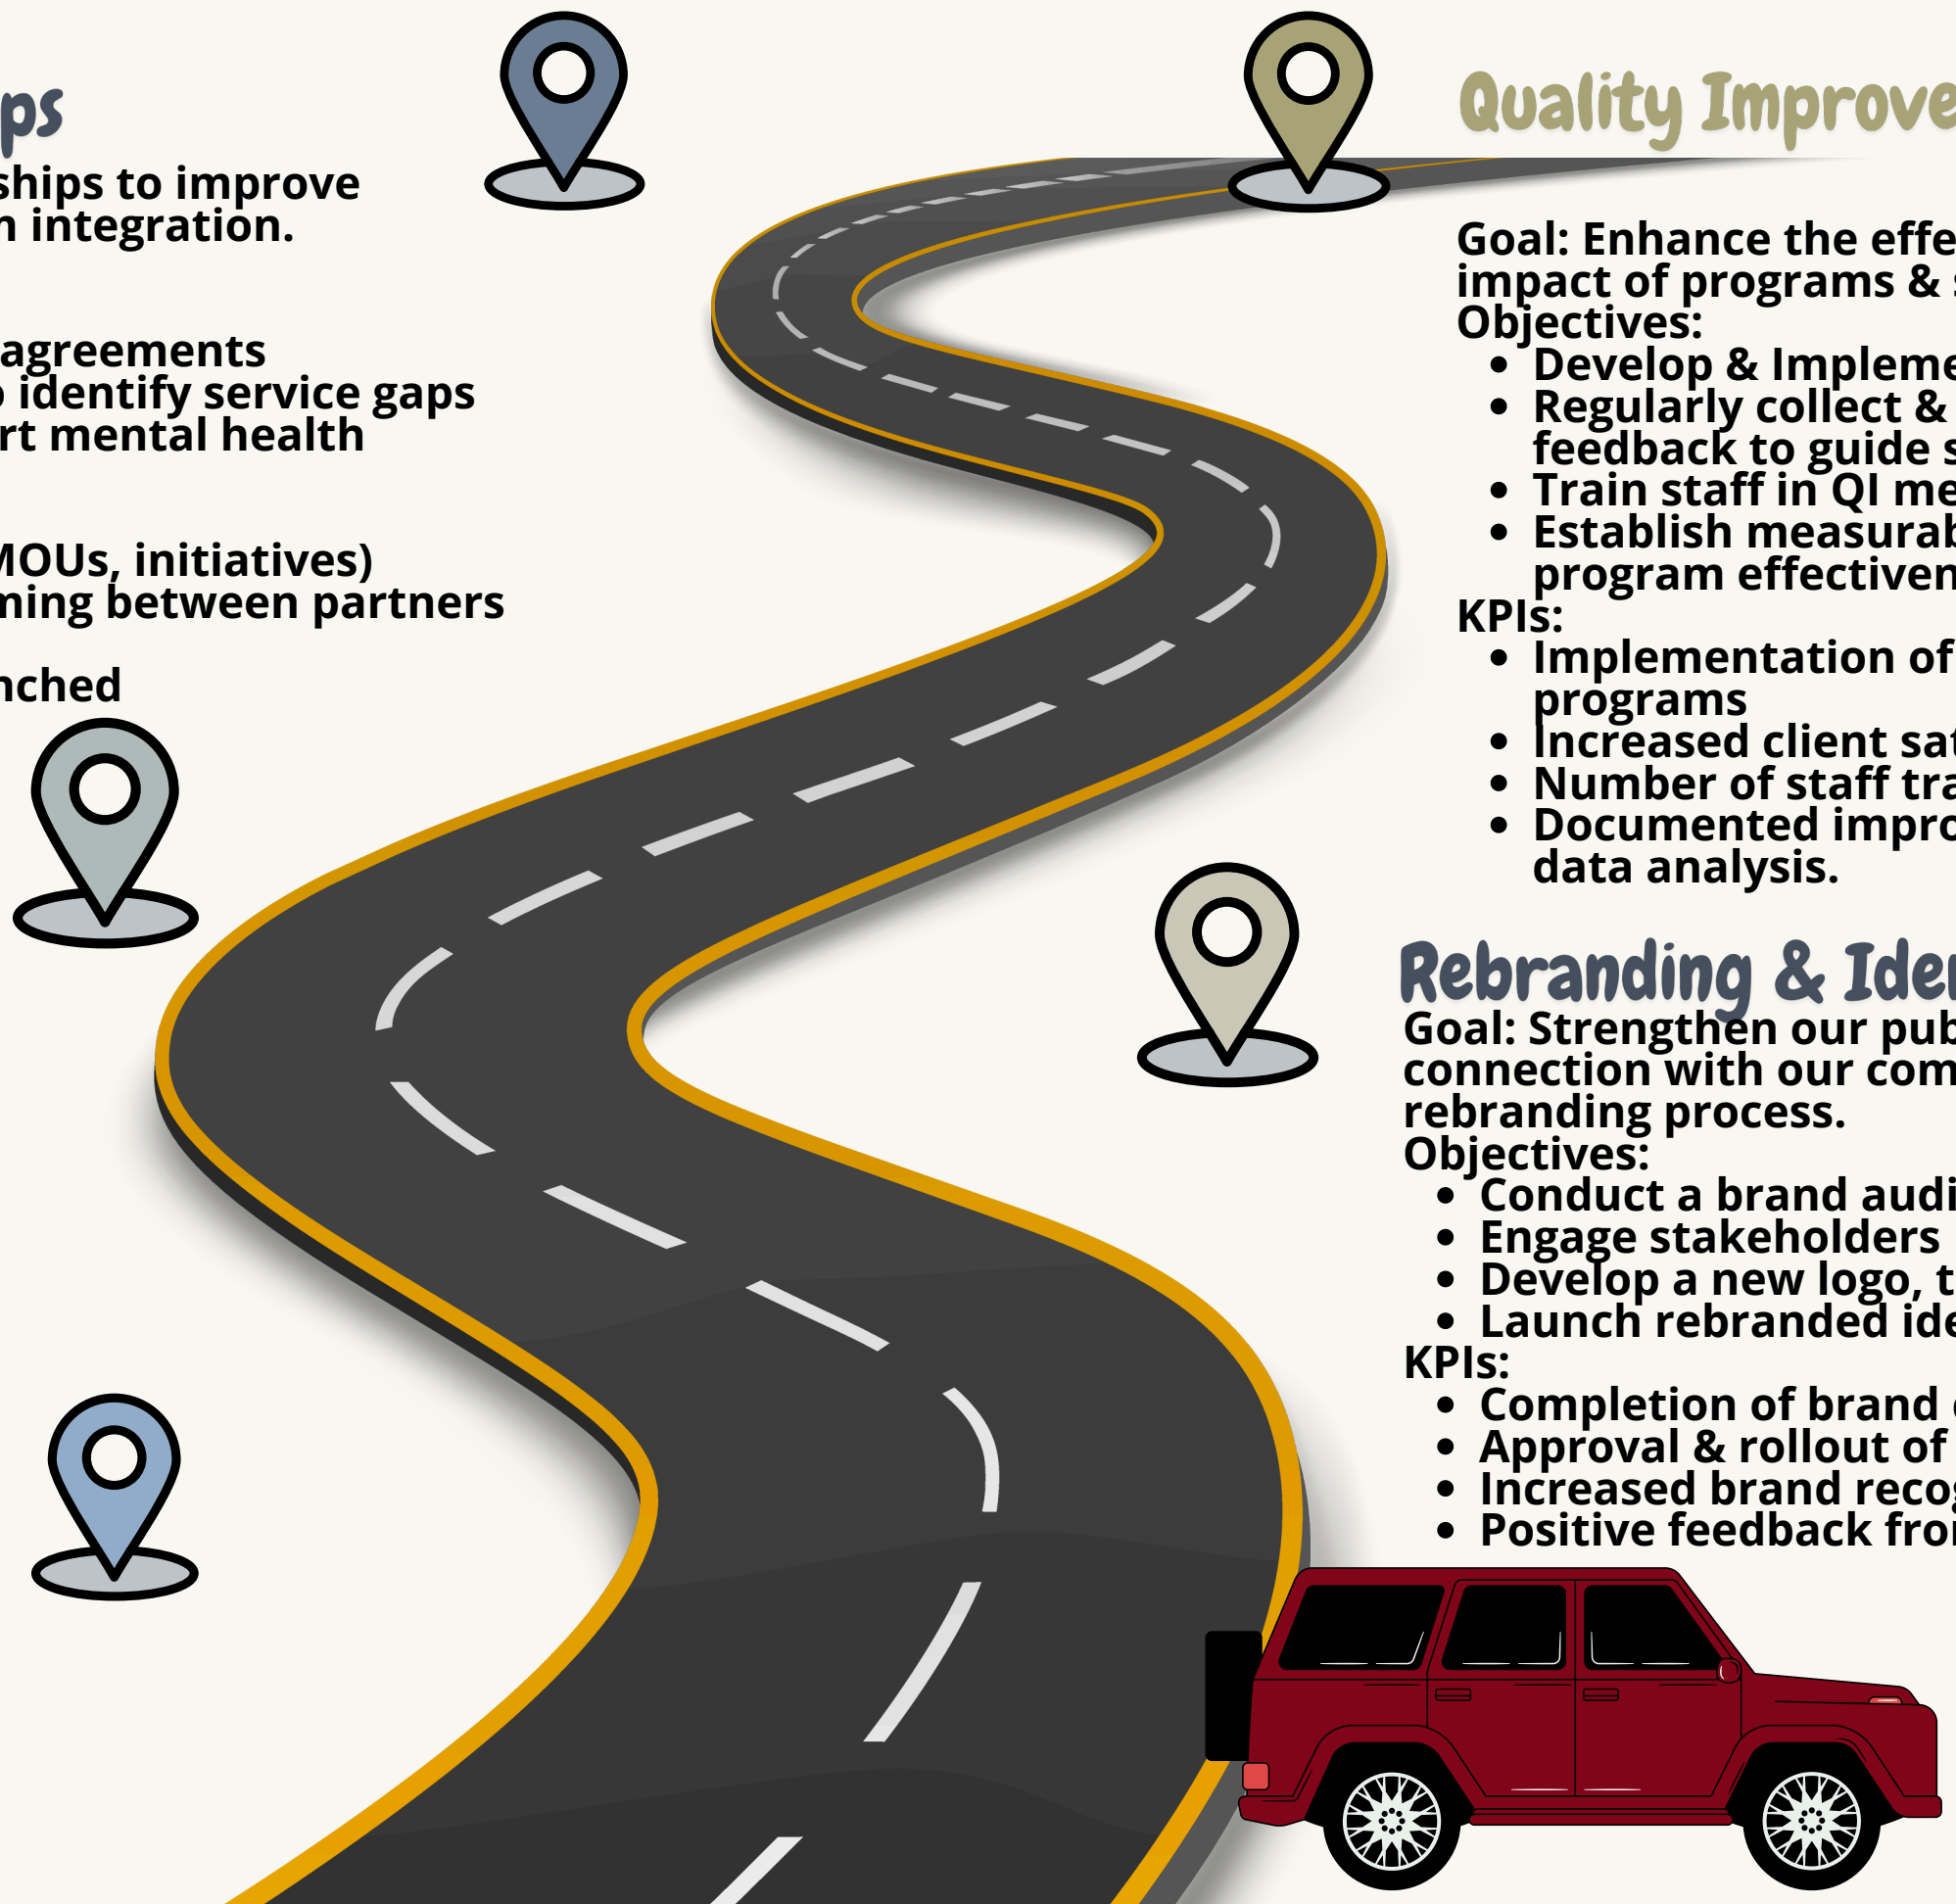 ps
ships to improve
n integration.
agreements
identify service gaps
rt mental health
MOUs, initiatives)
ming between partners
nched
Quality Improve
Goal: Enhance the effe
impact of programs &
Objectives:
• Develop & Impleme
• Regularly collect &
feedback to guide s
• Train staff in QI me
• Establish measurab
program effectiven
KPIs:
• Implementation of
programs
• Increased client sat
• Number of staff tra
• Documented impro
data analysis.
Rebranding & Iden
Goal: Strengthen our pub
connection with our com
rebranding process.
Objectives:
• Conduct a brand audi
• Engage stakeholders
• Develop a new logo, t
• Launch rebranded ide
KPIs:
• Completion of brand
• Approval & rollout of
• Increased brand recog
• Positive feedback from